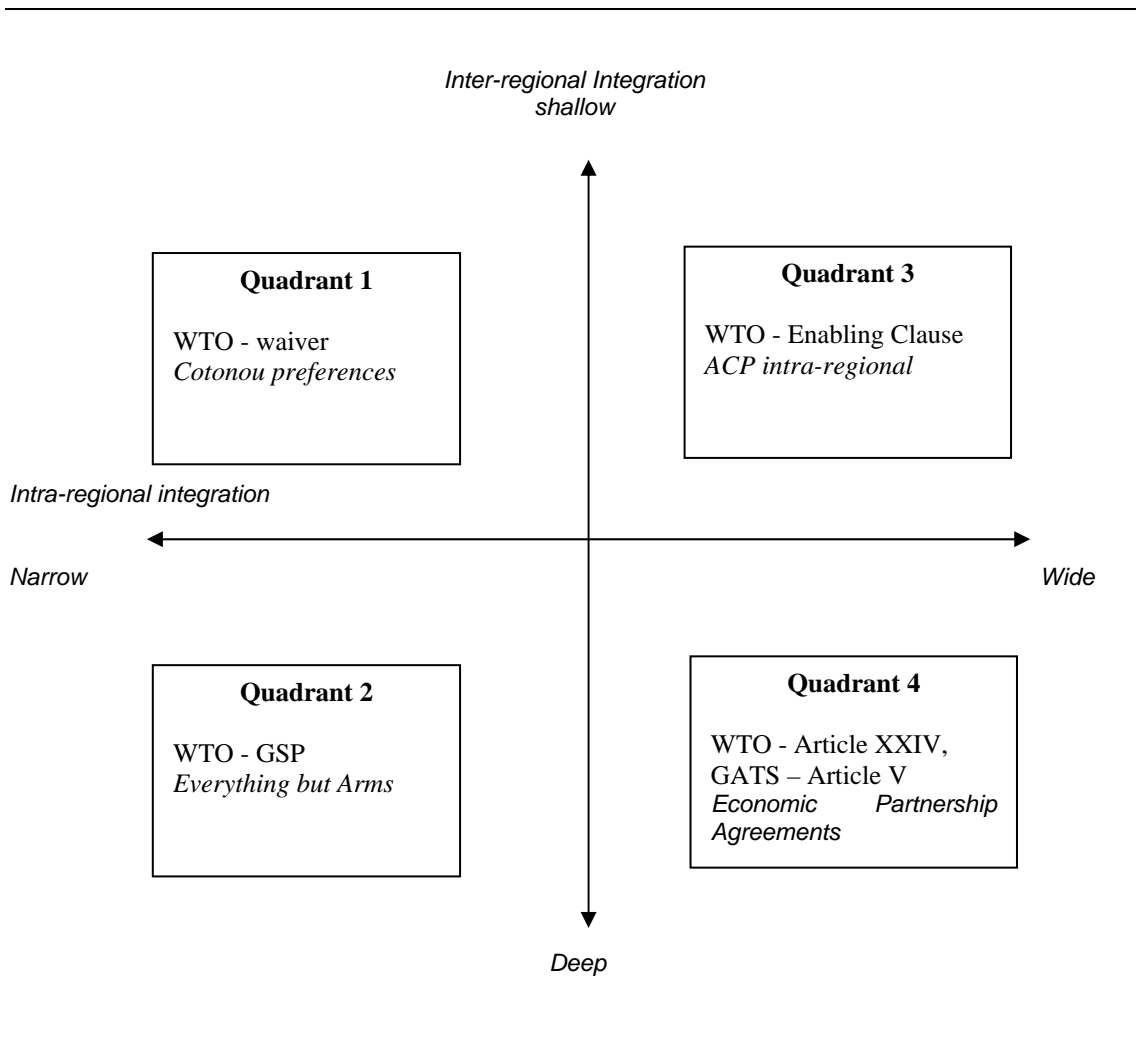 Inter-regional Integration
shallow
Quadrant 1
WTO - waiver
Cotonou preferences
Quadrant 3
WTO - Enabling Clause
ACP intra-regional
Intra-regional integration
Narrow
Wide
Quadrant 2
WTO - GSP
Everything but Arms
Quadrant 4
WTO - Article XXIV,
GATS – Article V
Economic Partnership
Agreements
Deep